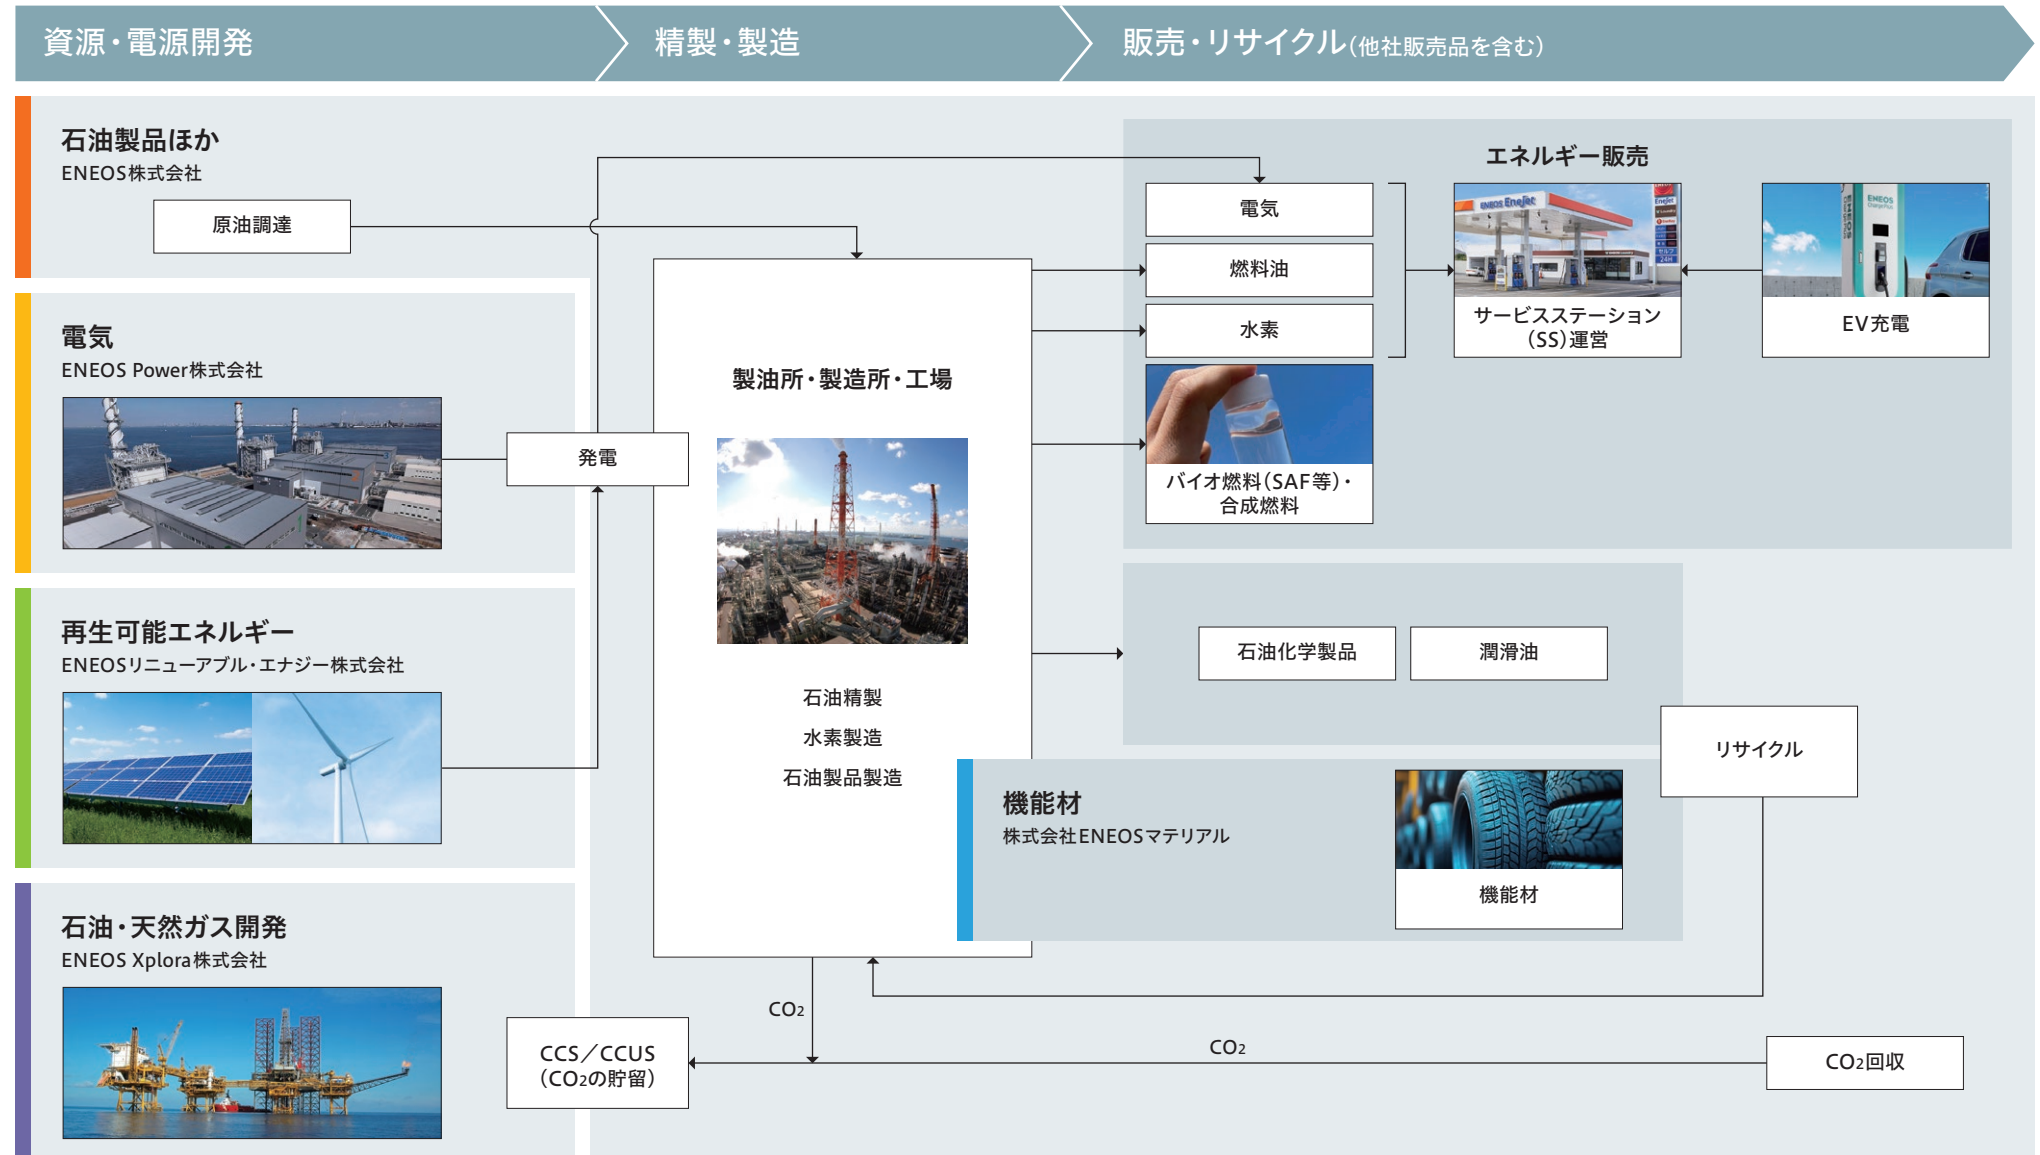 資源・電源開発
精製・製造
販売・リサイクル(他社販売品を含む)
石油製品ほか
ENEOS株式会社
原油調達
電気
ENEOS Power株式会社
発電
再生可能エネルギー
ENEOSリニューアブル・エナジー株式会社
石油・天然ガス開発
ENEOS Xplora株式会社
CCS／CCUS
(CO2の貯留)
製油所・製造所・工場
石油精製
水素製造
石油製品製造
CO2
エネルギー販売
電気
燃料油
水素
バイオ燃料(SAF等)・
合成燃料
ENEOS EneJet
EneJet
セルフ
24H
サービスステーション
(SS)運営
ENEOS
Charge Plus
ENEOS
EV充電
石油化学製品
潤滑油
リサイクル
機能材
株式会社ENEOSマテリアル
機能材
CO2
CO2回収